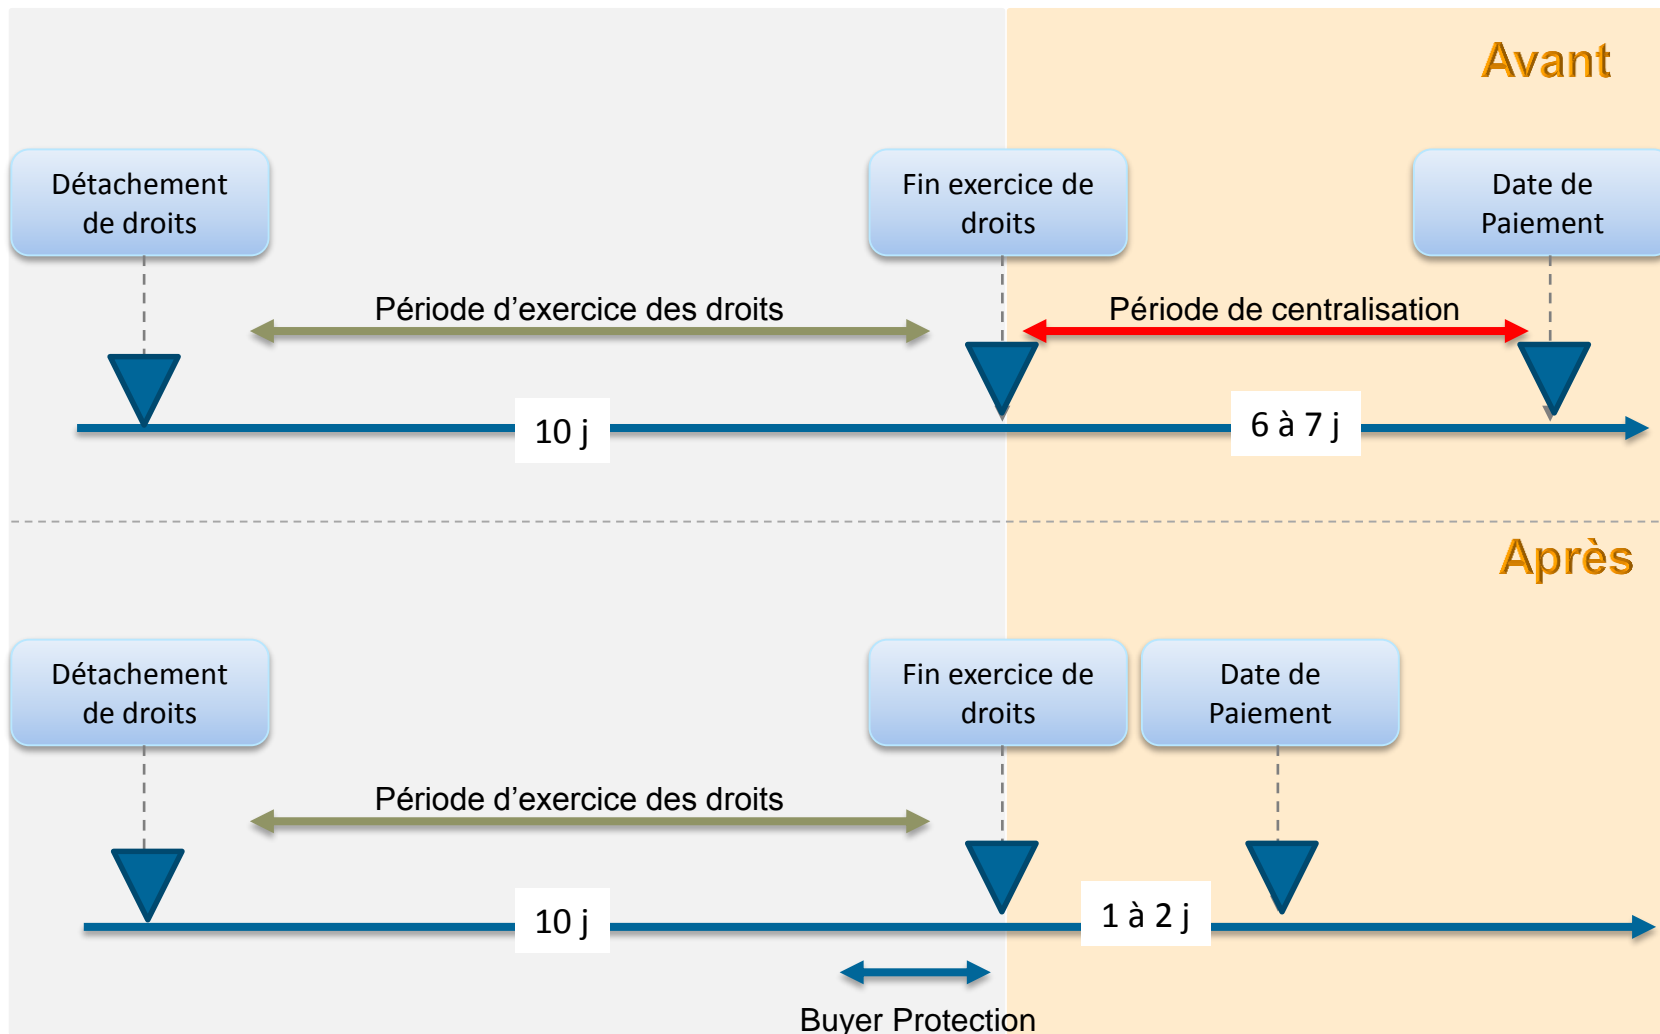 Avant
Détachement
de droits
Fin exercice de
droits
Date de
Paiement
Période d’exercice des droits
Période de centralisation
10 j
6 à 7 j
Après
Détachement
de droits
Fin exercice de
droits
Date de
Paiement
Période d’exercice des droits
10 j
1 à 2 j
Buyer Protection